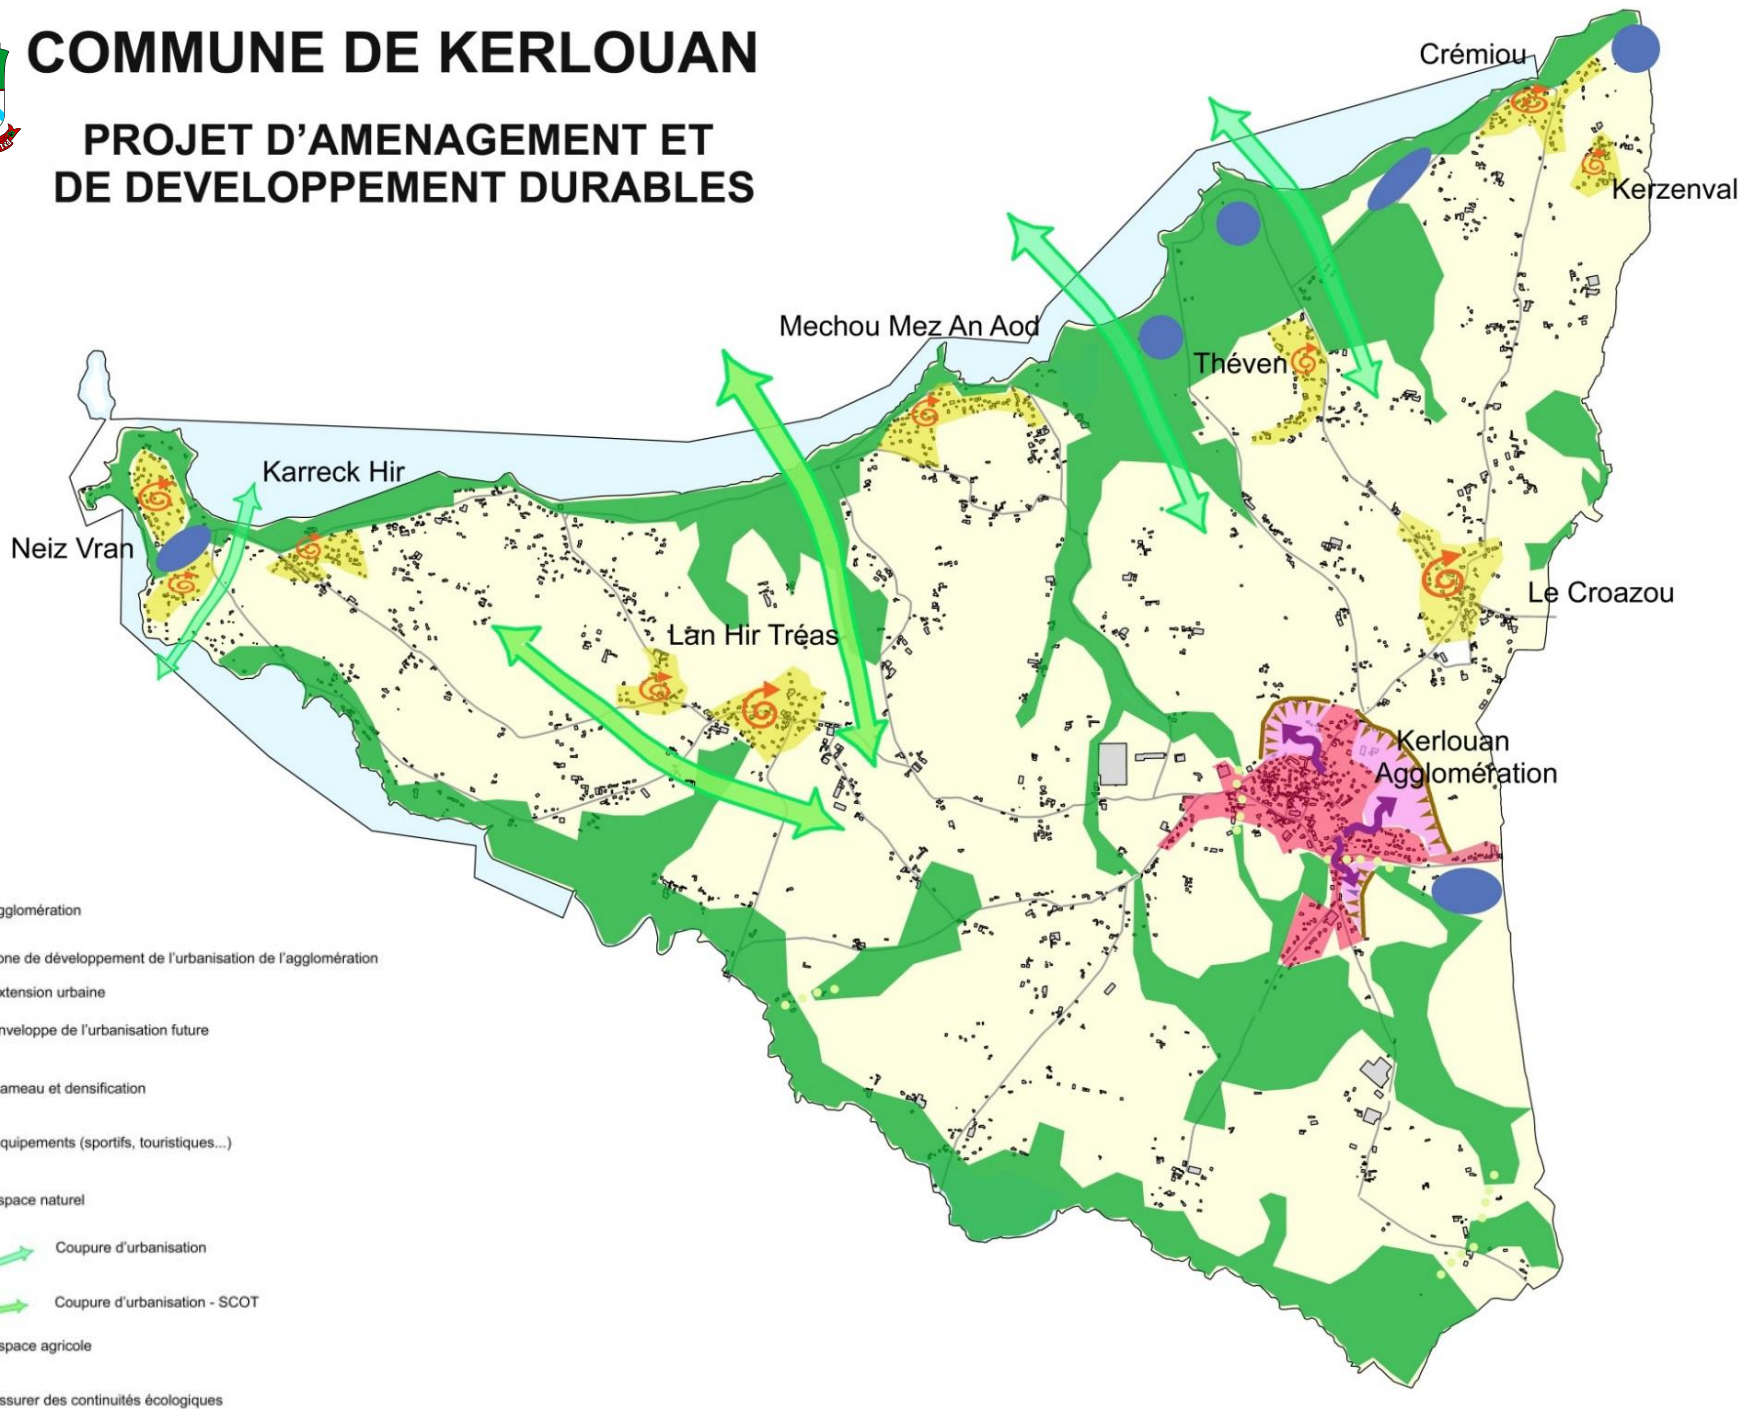 COMMUNE DE KERLOUAN
PROJET D’AMENAGEMENT ET
DE DEVELOPPEMENT DURABLES
Crémiou
Kerzenval
Mechou Mez An Aod
Théven
Karreck Hir
Neiz Vran
Le Croazou
Lan Hir Tréas
Kerlouan
Agglomération
gglomération
one de développement de l’urbanisation de l’agglomération
xtension urbaine
nveloppe de l’urbanisation future
ameau et densification
quipements (sportifs, touristiques...)
space naturel
Coupure d’urbanisation
Coupure d’urbanisation - SCOT
space agricole
ssurer des continuités écologiques